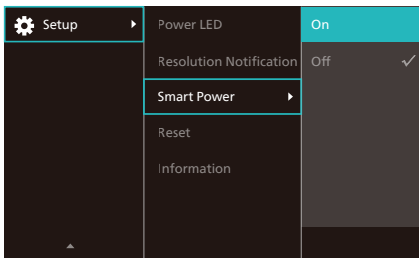 Setup
Power LED
Resolution Notification
Smart Power
Reset
Information
On
Off